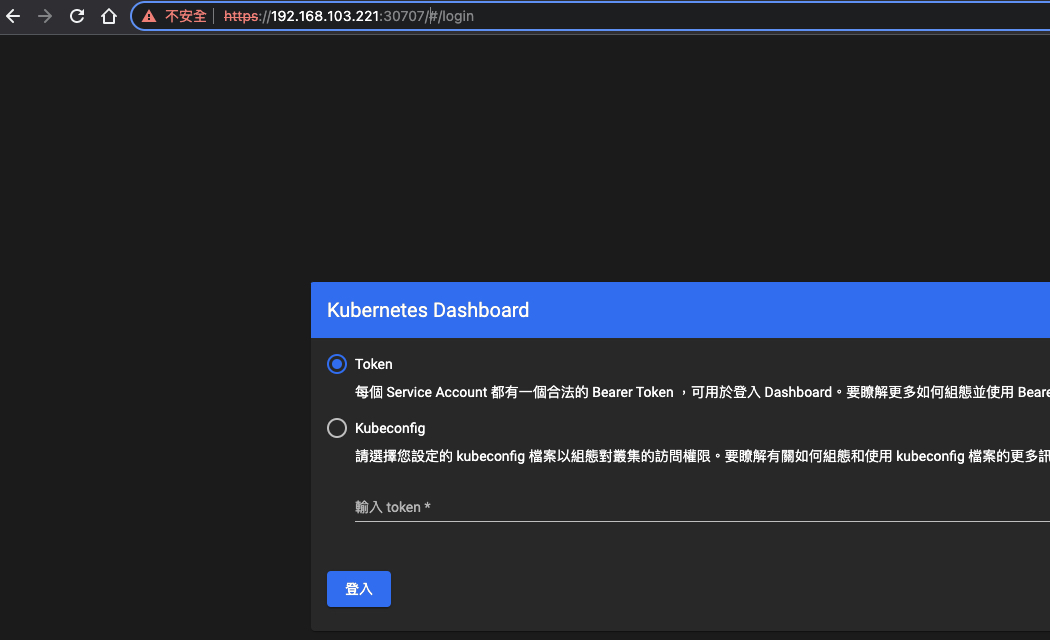 不安全 https://192.168.103.221:30707/#/login
Kubernetes Dashboard
Token
每個 Service Account 都有一個合法的 Bearer Token ，可用於登入 Dashboard。要瞭解更多如何組態並使用 Beare
Kubeconfig
請選擇您設定的 kubeconfig 檔案以組態對叢集的訪問權限。要瞭解有關如何組態和使用 kubeconfig 檔案的更多訊
輸入 token *
登入